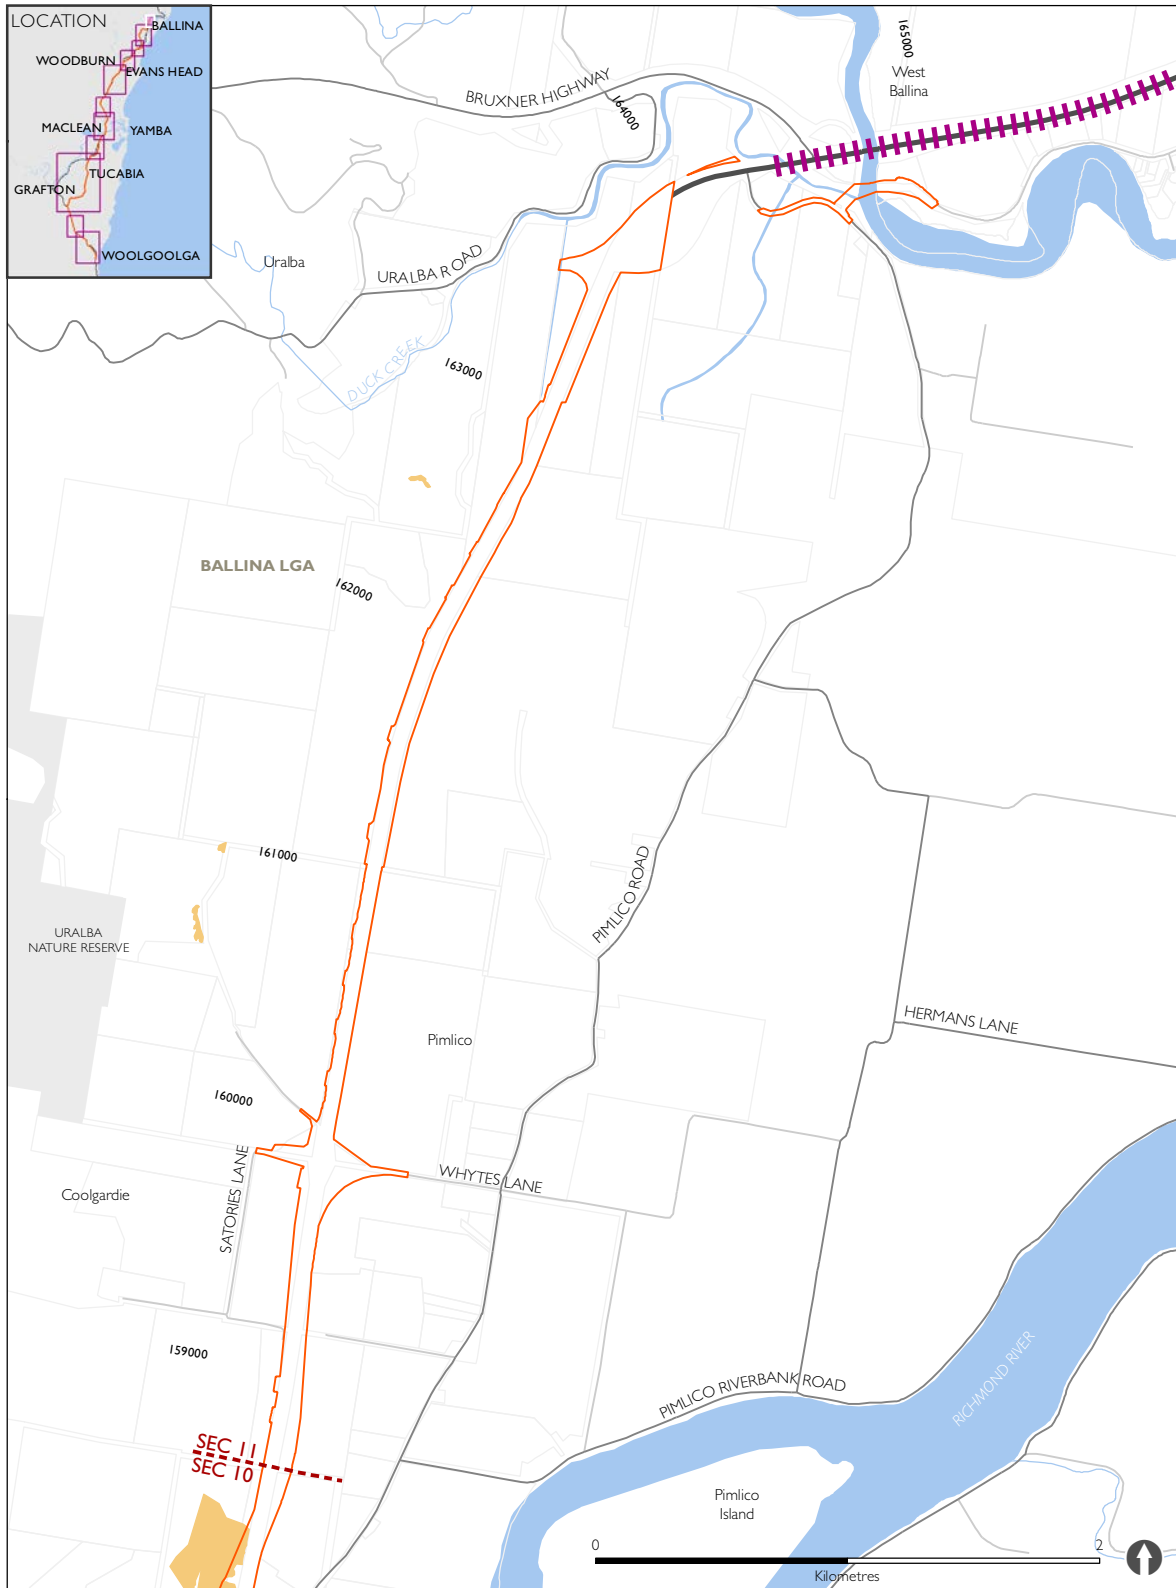 LOCATION
BALLINA
WOODBURN
EVANS HEAD
MACLEAN
YAMBA
TUCABIA
GRAFTON
WOOLGOOLGA
BRUXNER HIGHWAY
164000
165000
West
Ballina
Uralba
URALBA ROAD
DUCK CREEK
163000
BALLINA LGA
162000
161000
PIMLICO ROAD
URALBA
NATURE RESERVE
Pimlico
HERMANS LANE
160000
SATORIES LANE
WHYTES LANE
Coolgardie
159000
PIMLICO RIVERBANK ROAD
RICHMOND RIVER
SEC 11
SEC 10
Pimlico
Island
0
2
Kilometres